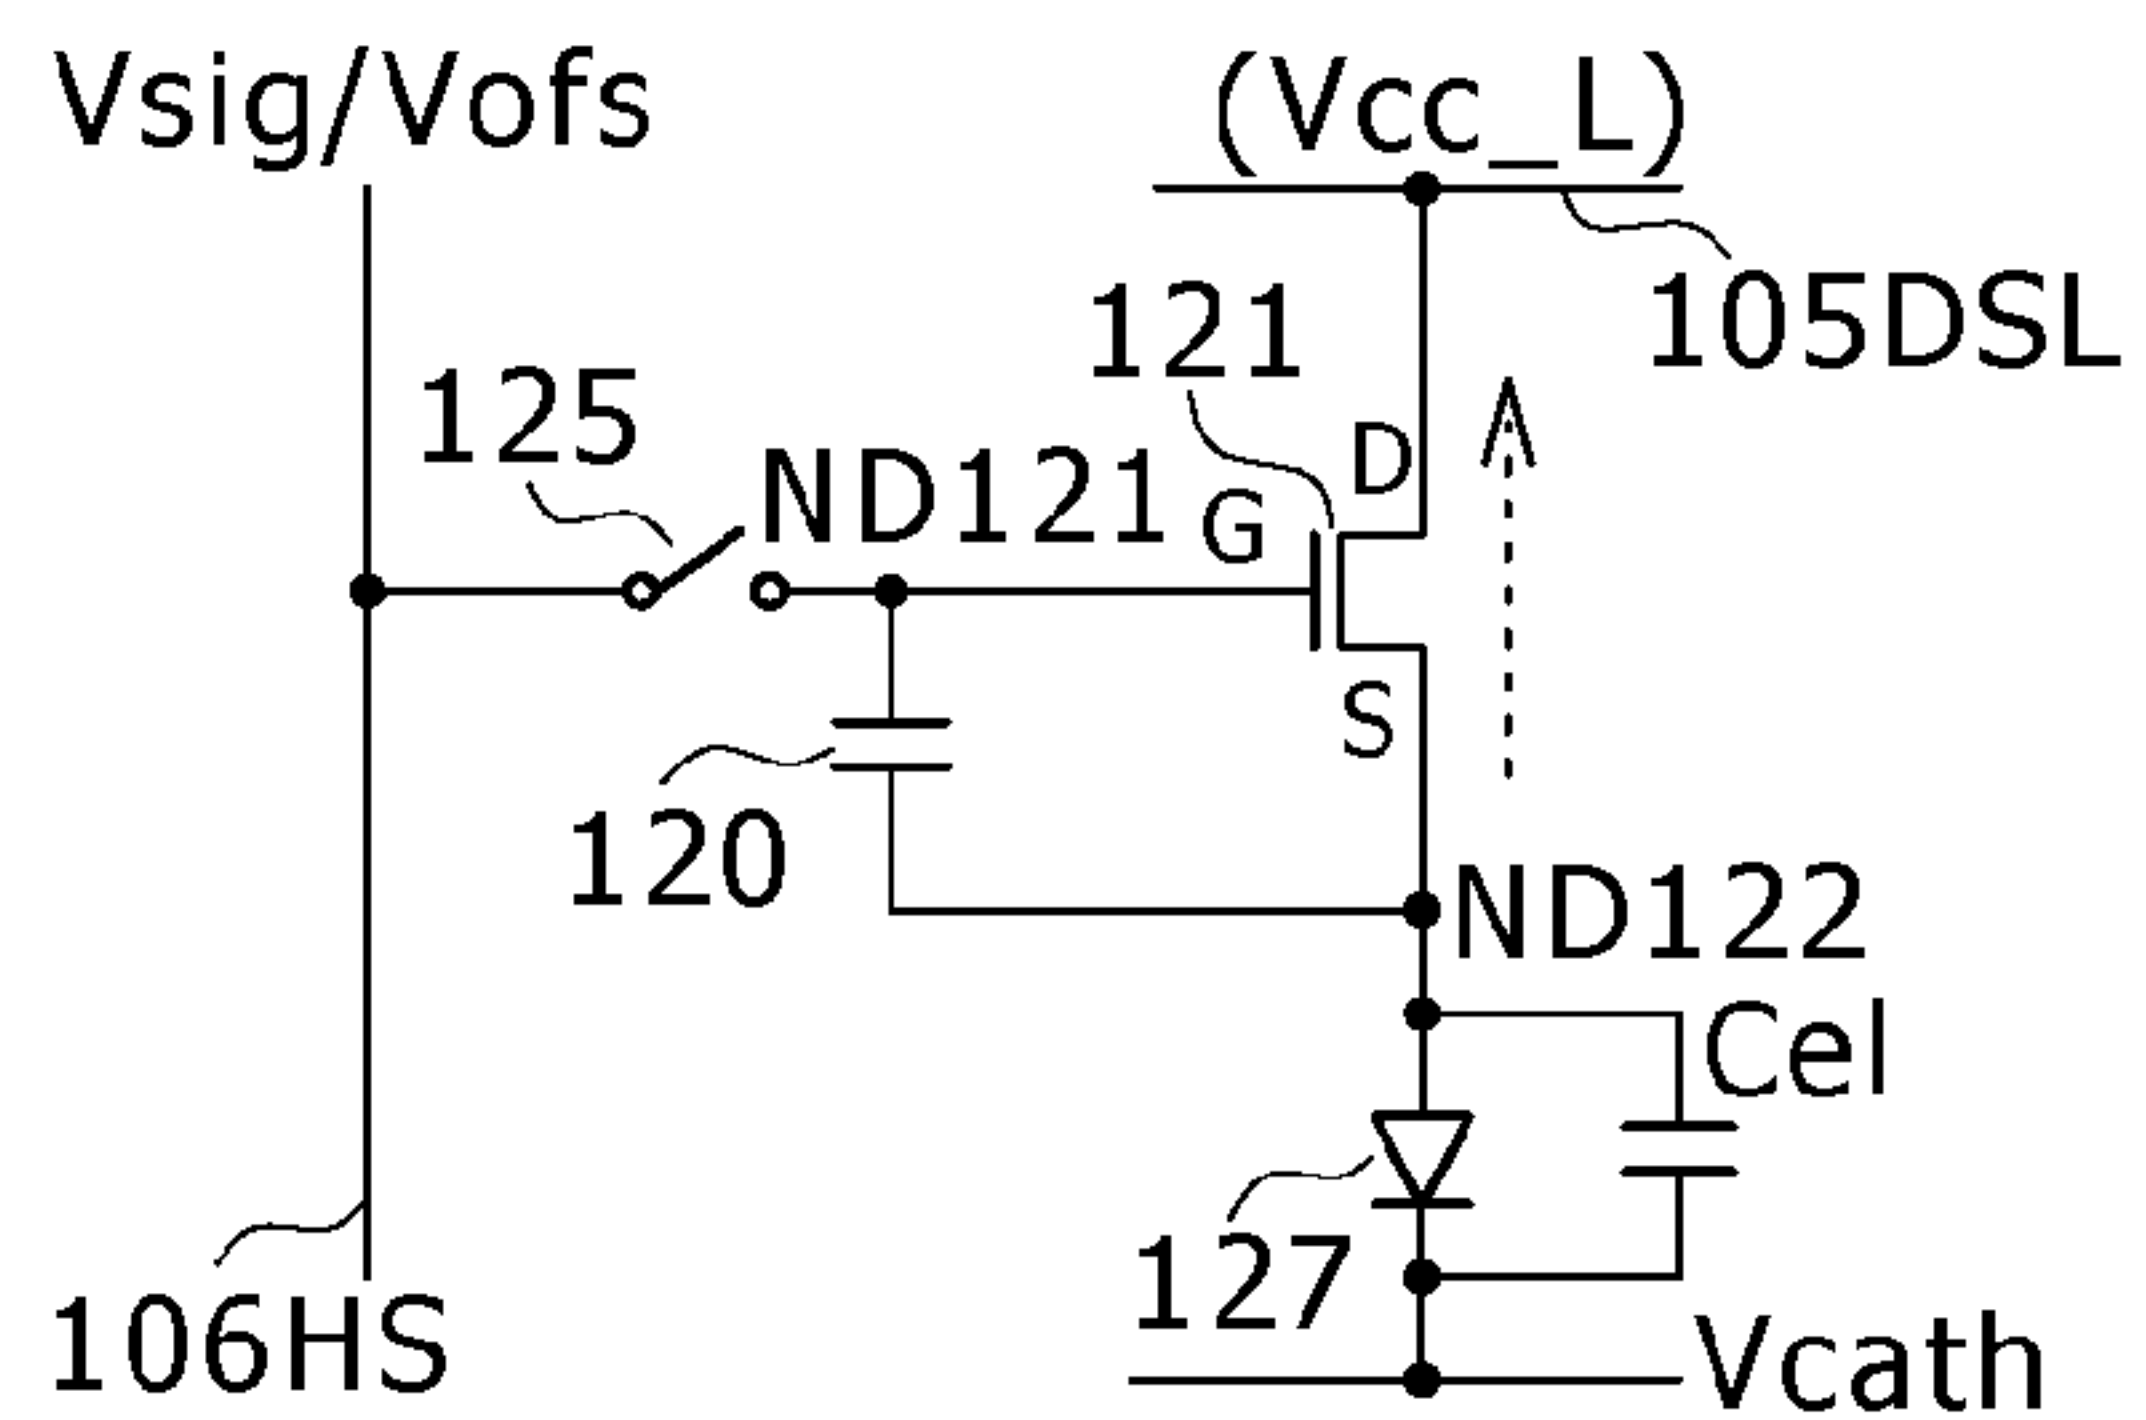 Vsig/Vofs
(Vcc_L)
105DSL
121
125
ND121
D
G
S
120
ND122
Cel
127
106HS
Vcath